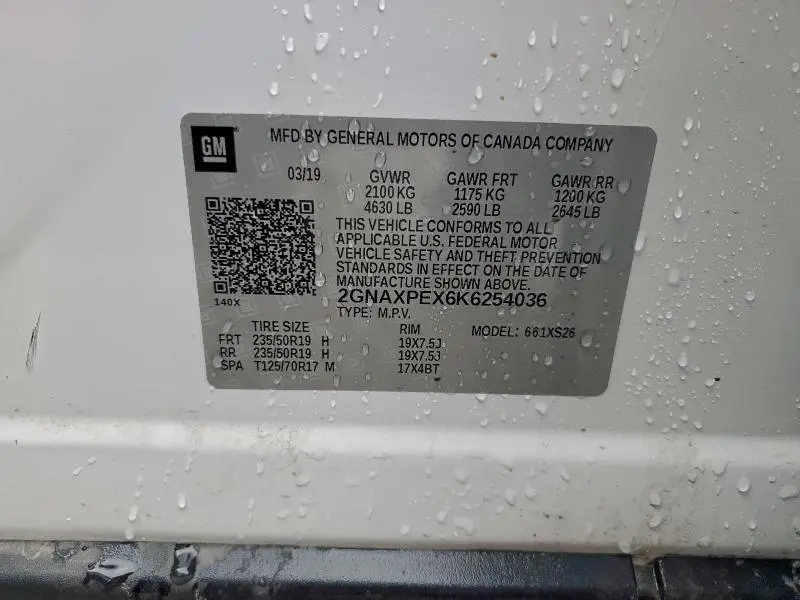 GM
MFD BY GENERAL MOTORS OF CANADA COMPANY
03/19 GVWR GAWR FRT GAWR RR
2100 KG 1175 KG 1200 KG
4630 LB 2590 LB 2645 LB
THIS VEHICLE CONFORMS TO ALL
APPLICABLE U.S. FEDERAL MOTOR
VEHICLE SAFETY AND THEFT PREVENTION
STANDARDS IN EFFECT ON THE DATE OF
MANUFACTURE SHOWN ABOVE.
140X
2GNAXPEX6K6254036
TYPE: M.P.V.
TIRE SIZE RIM MODEL: 661XS26
FRT 235/50R19 H 19X7.5J
RR 235/50R19 H 19X7.5J
SPA T125/70R17 M 17X4BT